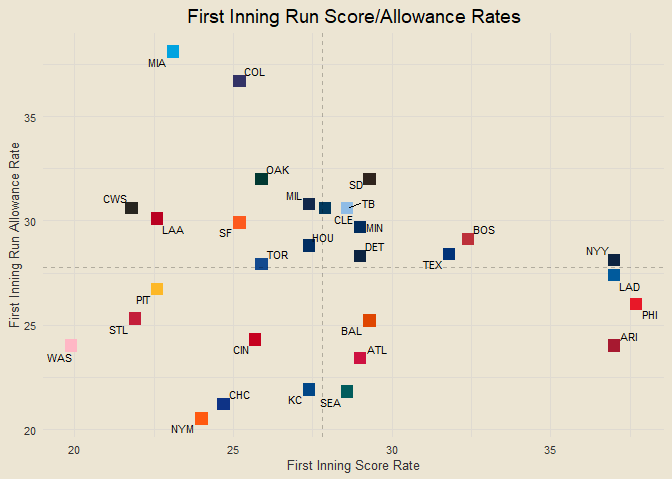 First Inning Run Score/Allowance Rates
MIA
COL
35
OAK
SD
MIL
TB
CWS
CLE
30
LAA
SF
HOU
MIN
BOS
TOR
DET
TEX
NYY
LAD
PIT
PHI
STL
BAL
25
WAS
CIN
ATL
ARI
CHC
KC
SEA
NYM
20
First Inning Run Allowance Rate
20
25
30
35
First Inning Score Rate